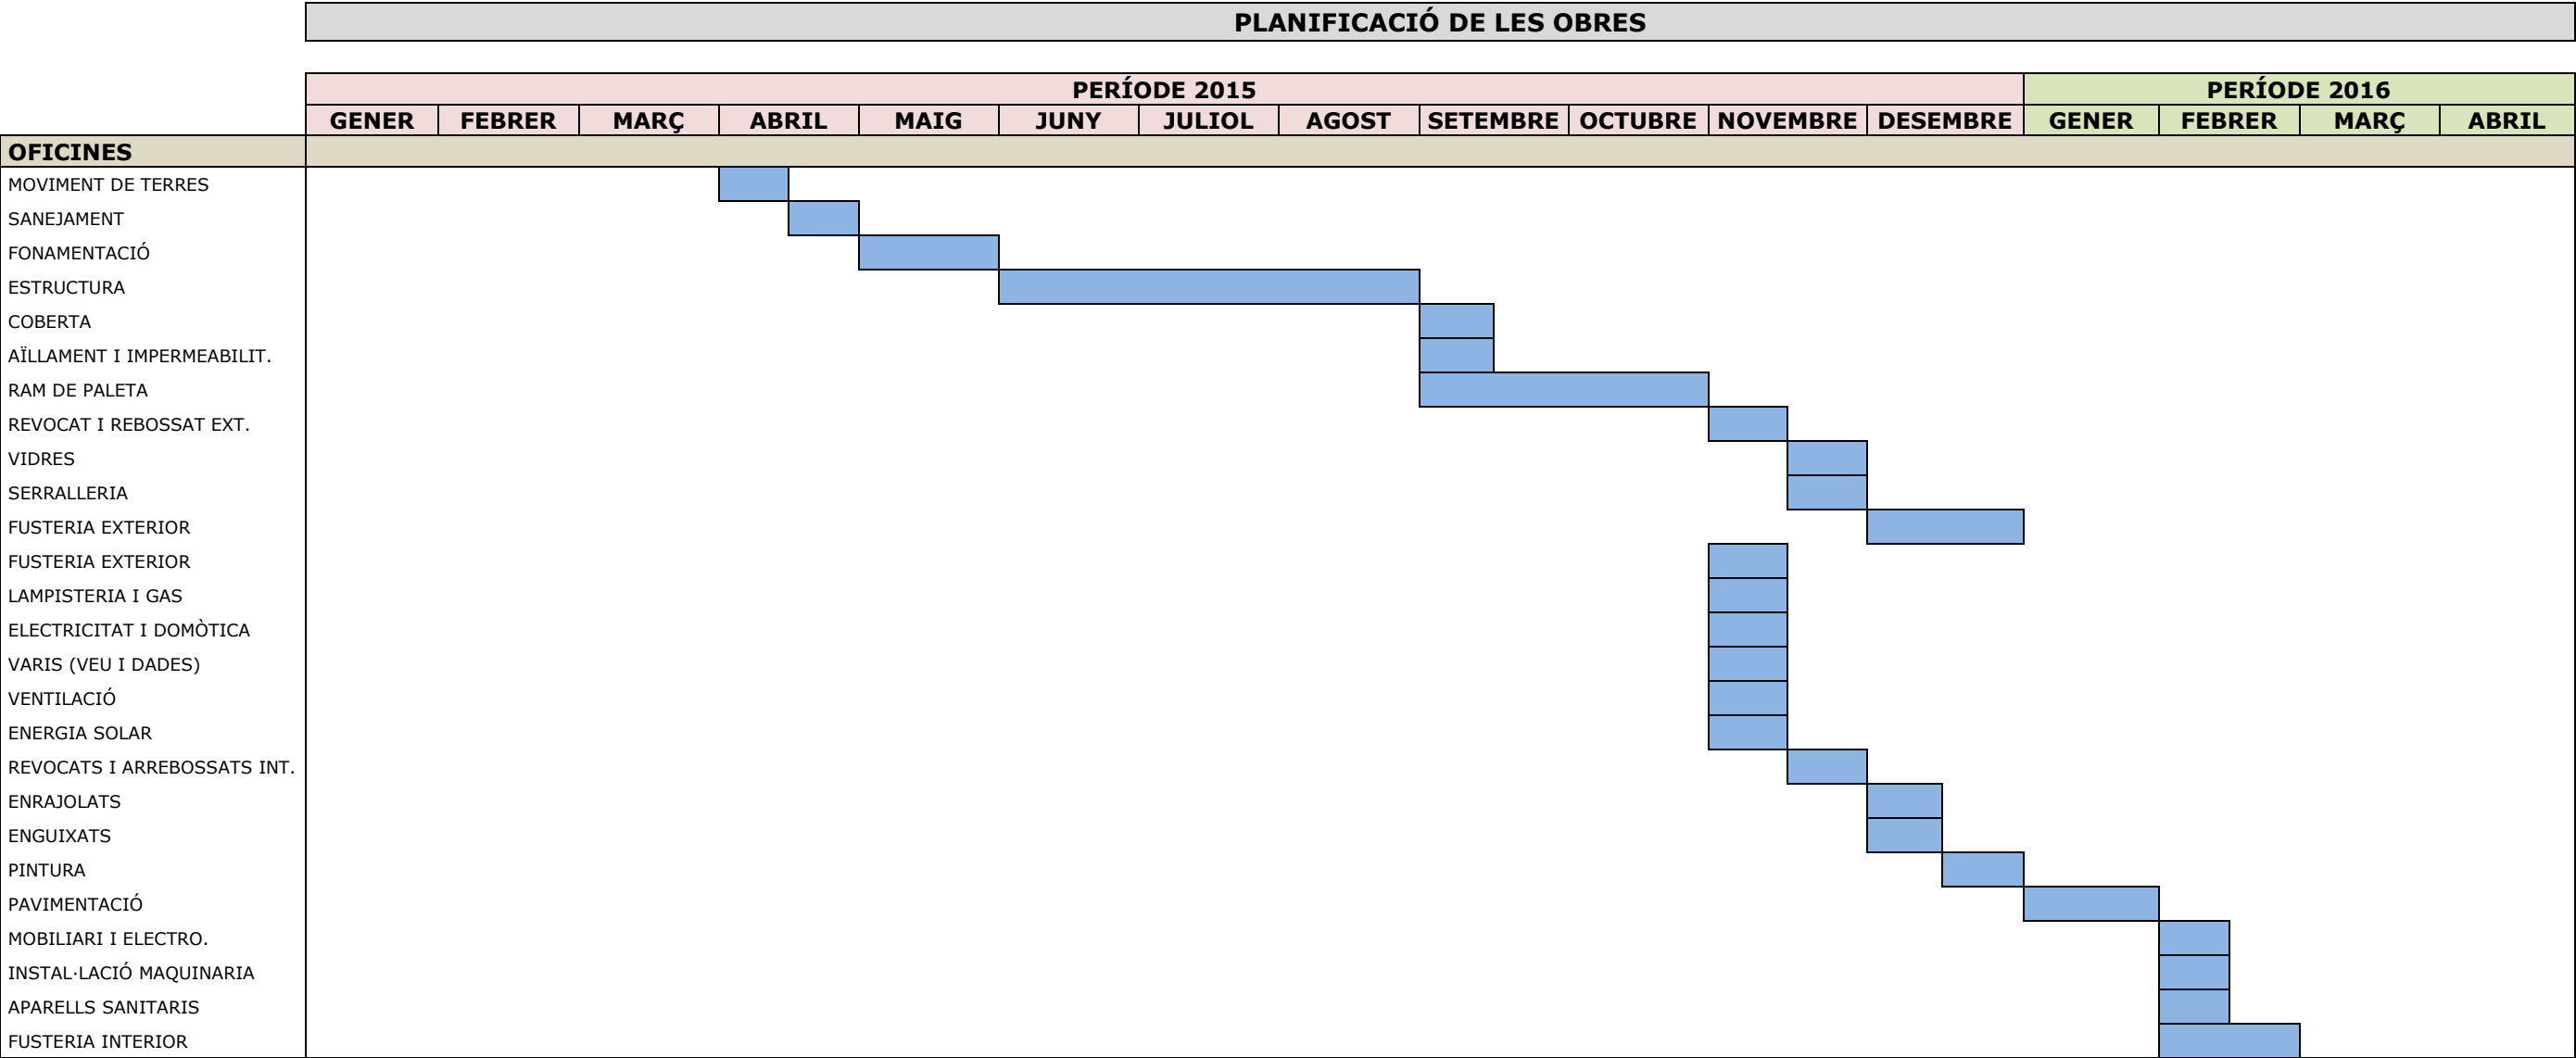 PLANIFICACIÓ DE LES OBRES
PERÍODE 2015 PERÍODE 2016
GENER FEBRER MARÇ ABRIL MAIG JUNY JULIOL AGOST SETEMBRE OCTUBRE NOVEMBRE DESEMBRE GENER FEBRER MARÇ ABRIL
OFICINES
MOVIMENT DE TERRES
SANEJAMENT
FONAMENTACIÓ
ESTRUCTURA
COBERTA
AÏLLAMENT I IMPERMEABILIT.
RAM DE PALETA
REVOCAT I REBOSSAT EXT.
VIDRES
SERRALLERIA
FUSTERIA EXTERIOR
FUSTERIA EXTERIOR
LAMPISTERIA I GAS
ELECTRICITAT I DOMÒTICA
VARIS (VEU I DADES)
VENTILACIÓ
ENERGIA SOLAR
REVOCATS I ARREBOSSATS INT.
ENRAJOLATS
ENGUIXATS
PINTURA
PAVIMENTACIÓ
MOBILIARI I ELECTRO.
INSTAL·LACIÓ MAQUINARIA
APARELLS SANITARIS
FUSTERIA INTERIOR